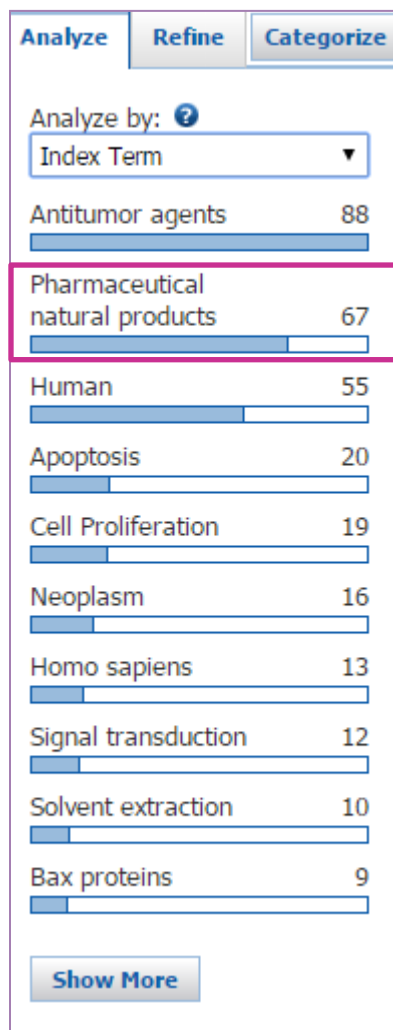 Analyze Refine Categorize
Analyze by: ?
Index Term ▼
Antitumor agents 88
Pharmaceutical
natural products 67
Human 55
Apoptosis 20
Cell Proliferation 19
Neoplasm 16
Homo sapiens 13
Signal transduction 12
Solvent extraction 10
Bax proteins 9
Show More